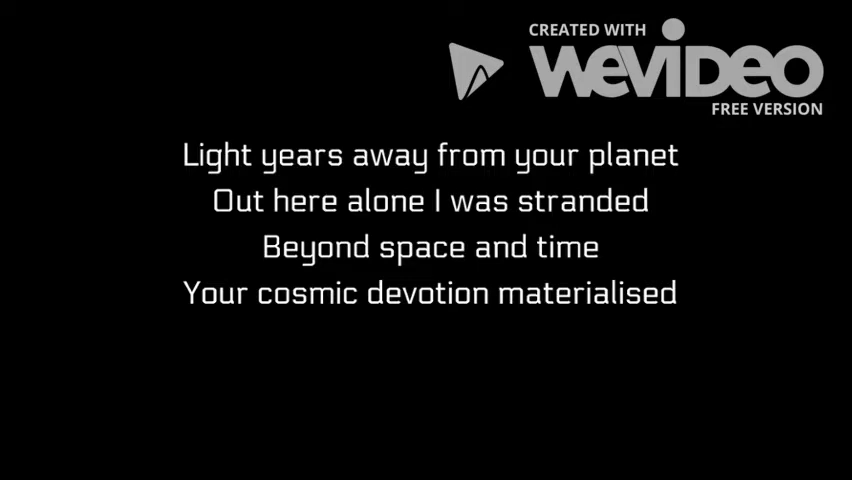 CREATED WITH
WEVIDEO
FREE VERSION
Light years away from your planet
Out here alone I was stranded
Beyond space and time
Your cosmic devotion materialised